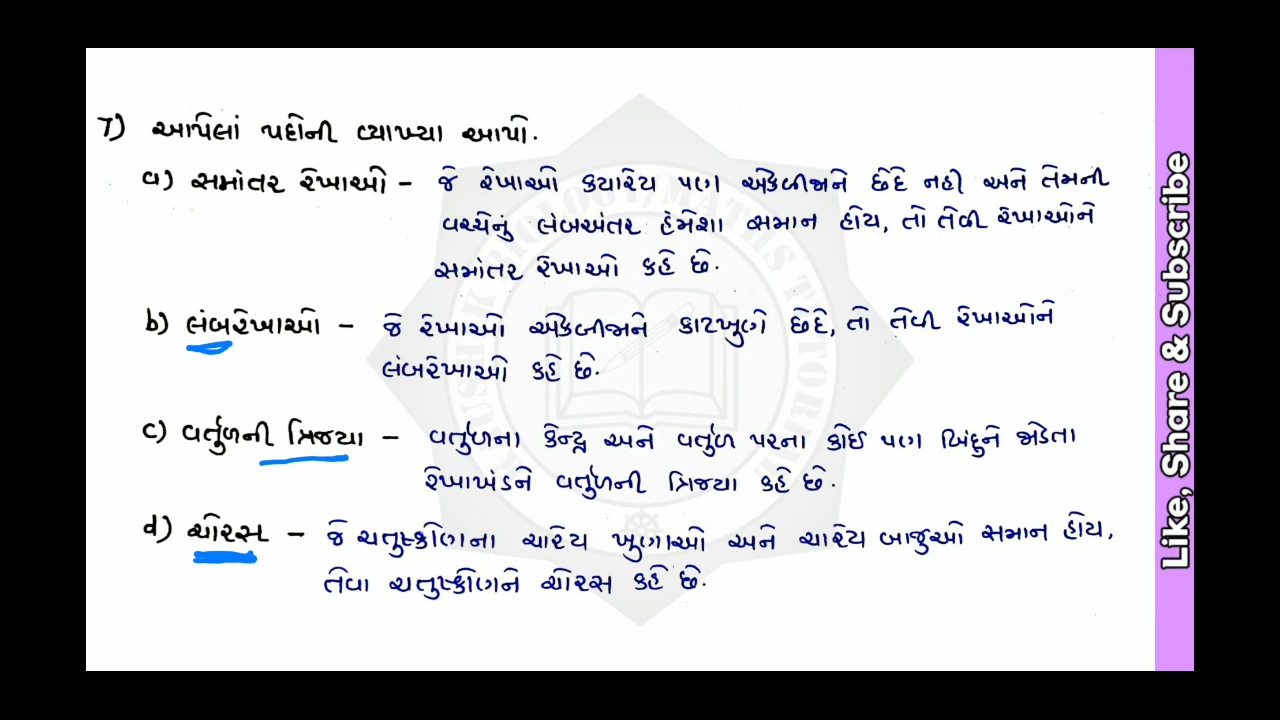 7) આપેલાં પદોની વ્યાખ્યા આપો.
a) સમાંતર રેખાઓ - જે રેખાઓ ક્યારેય પણ એકબીજાને છેદે નહી અને તેમની
વચ્ચેનું લંબઅંતર હંમેશા સમાન હોય, તો તેવી રેખાઓને
સમાંતર રેખાઓ કહે છે.
b) લંબરેખાઓ - જે રેખાઓ એકબીજાને કાટખુણે છેદે, તો તેવી રેખાઓને
લંબરેખાઓ કહે છે.
c) વર્તુળની ત્રિજ્યા - વર્તુળના કેન્દ્ર અને વર્તુળ પરના કોઈ પણ બિંદુને જોડતા
રેખાખંડને વર્તુળની ત્રિજ્યા કહે છે.
d) ચોરસ - જે ચતુષ્કોણના ચારેય ખુણાઓ અને ચારેય બાજુઓ સમાન હોય,
તેવા ચતુષ્કોણને ચોરસ કહે છે.
Like, Share & Subscribe